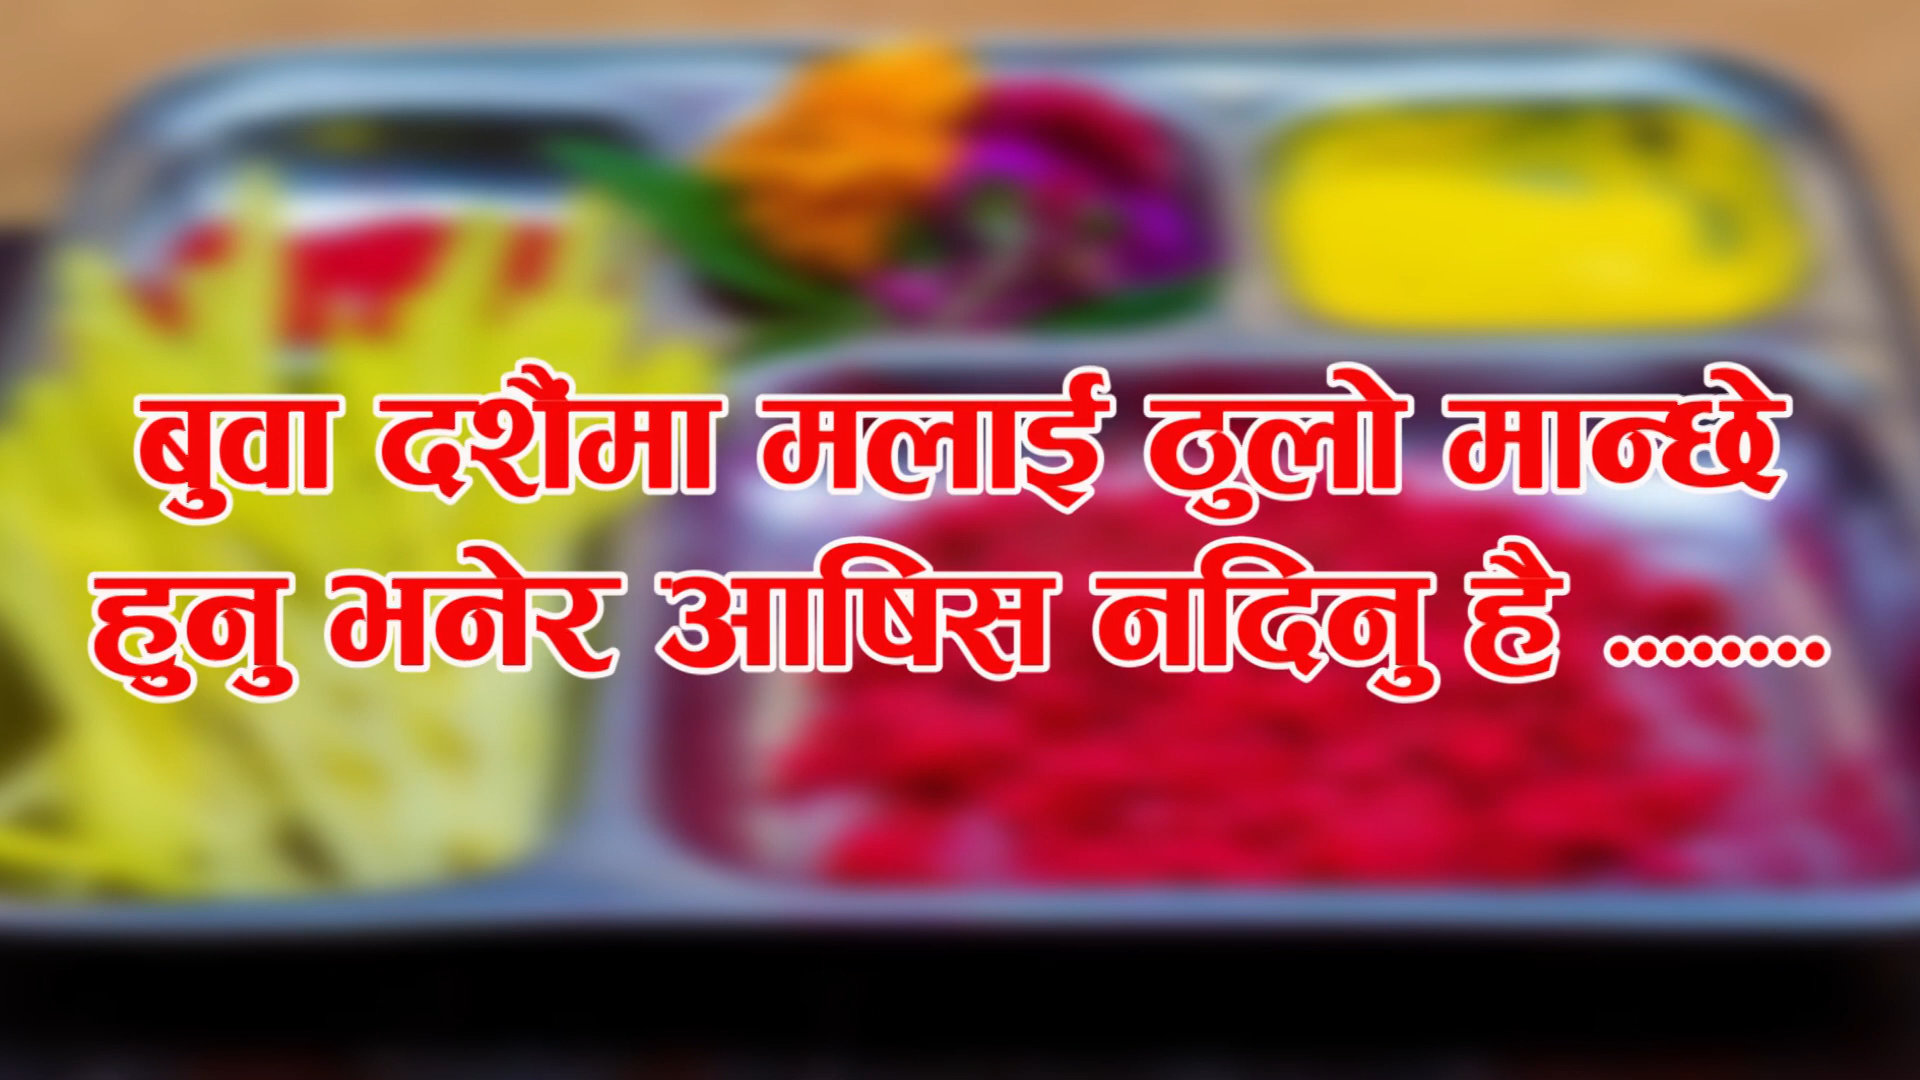 बुवा दशैंमा मलाई ठुलो मान्छे
हुनु भनेर आषिस नदिनु है ........